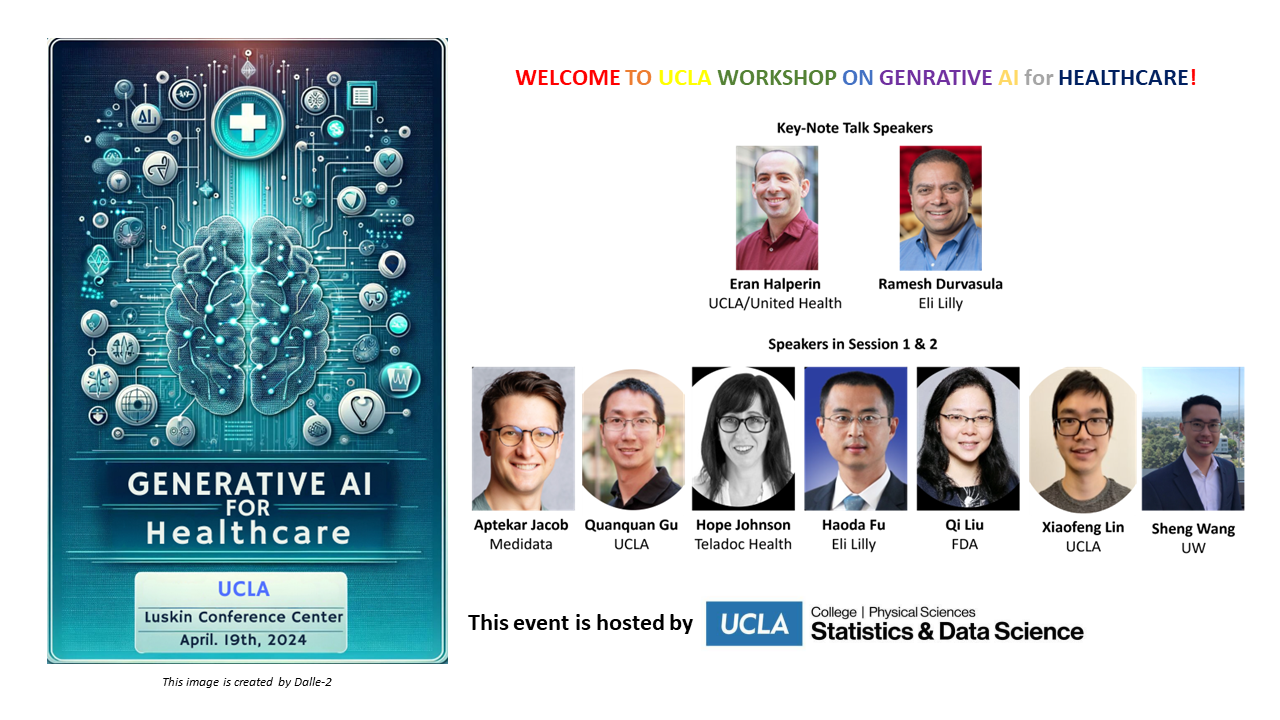 AI
GENERATIVE AI
FOR
Healthcare
UCLA
Luskin Conference Center
April. 19th, 2024
This image is created by Dalle-2
WELCOME TO UCLA WORKSHOP ON GENRATIVE AI for HEALTHCARE!
Key-Note Talk Speakers
Eran Halperin
UCLA/United Health
Ramesh Durvasula
Eli Lilly
Speakers in Session 1 & 2
Aptekar Jacob
Medidata
Quanquan Gu
UCLA
Hope Johnson
Teladoc Health
Haoda Fu
Eli Lilly
Qi Liu
FDA
Xiaofeng Lin
UCLA
Sheng Wang
UW
This event is hosted by
UCLA
College | Physical Sciences
Statistics & Data Science